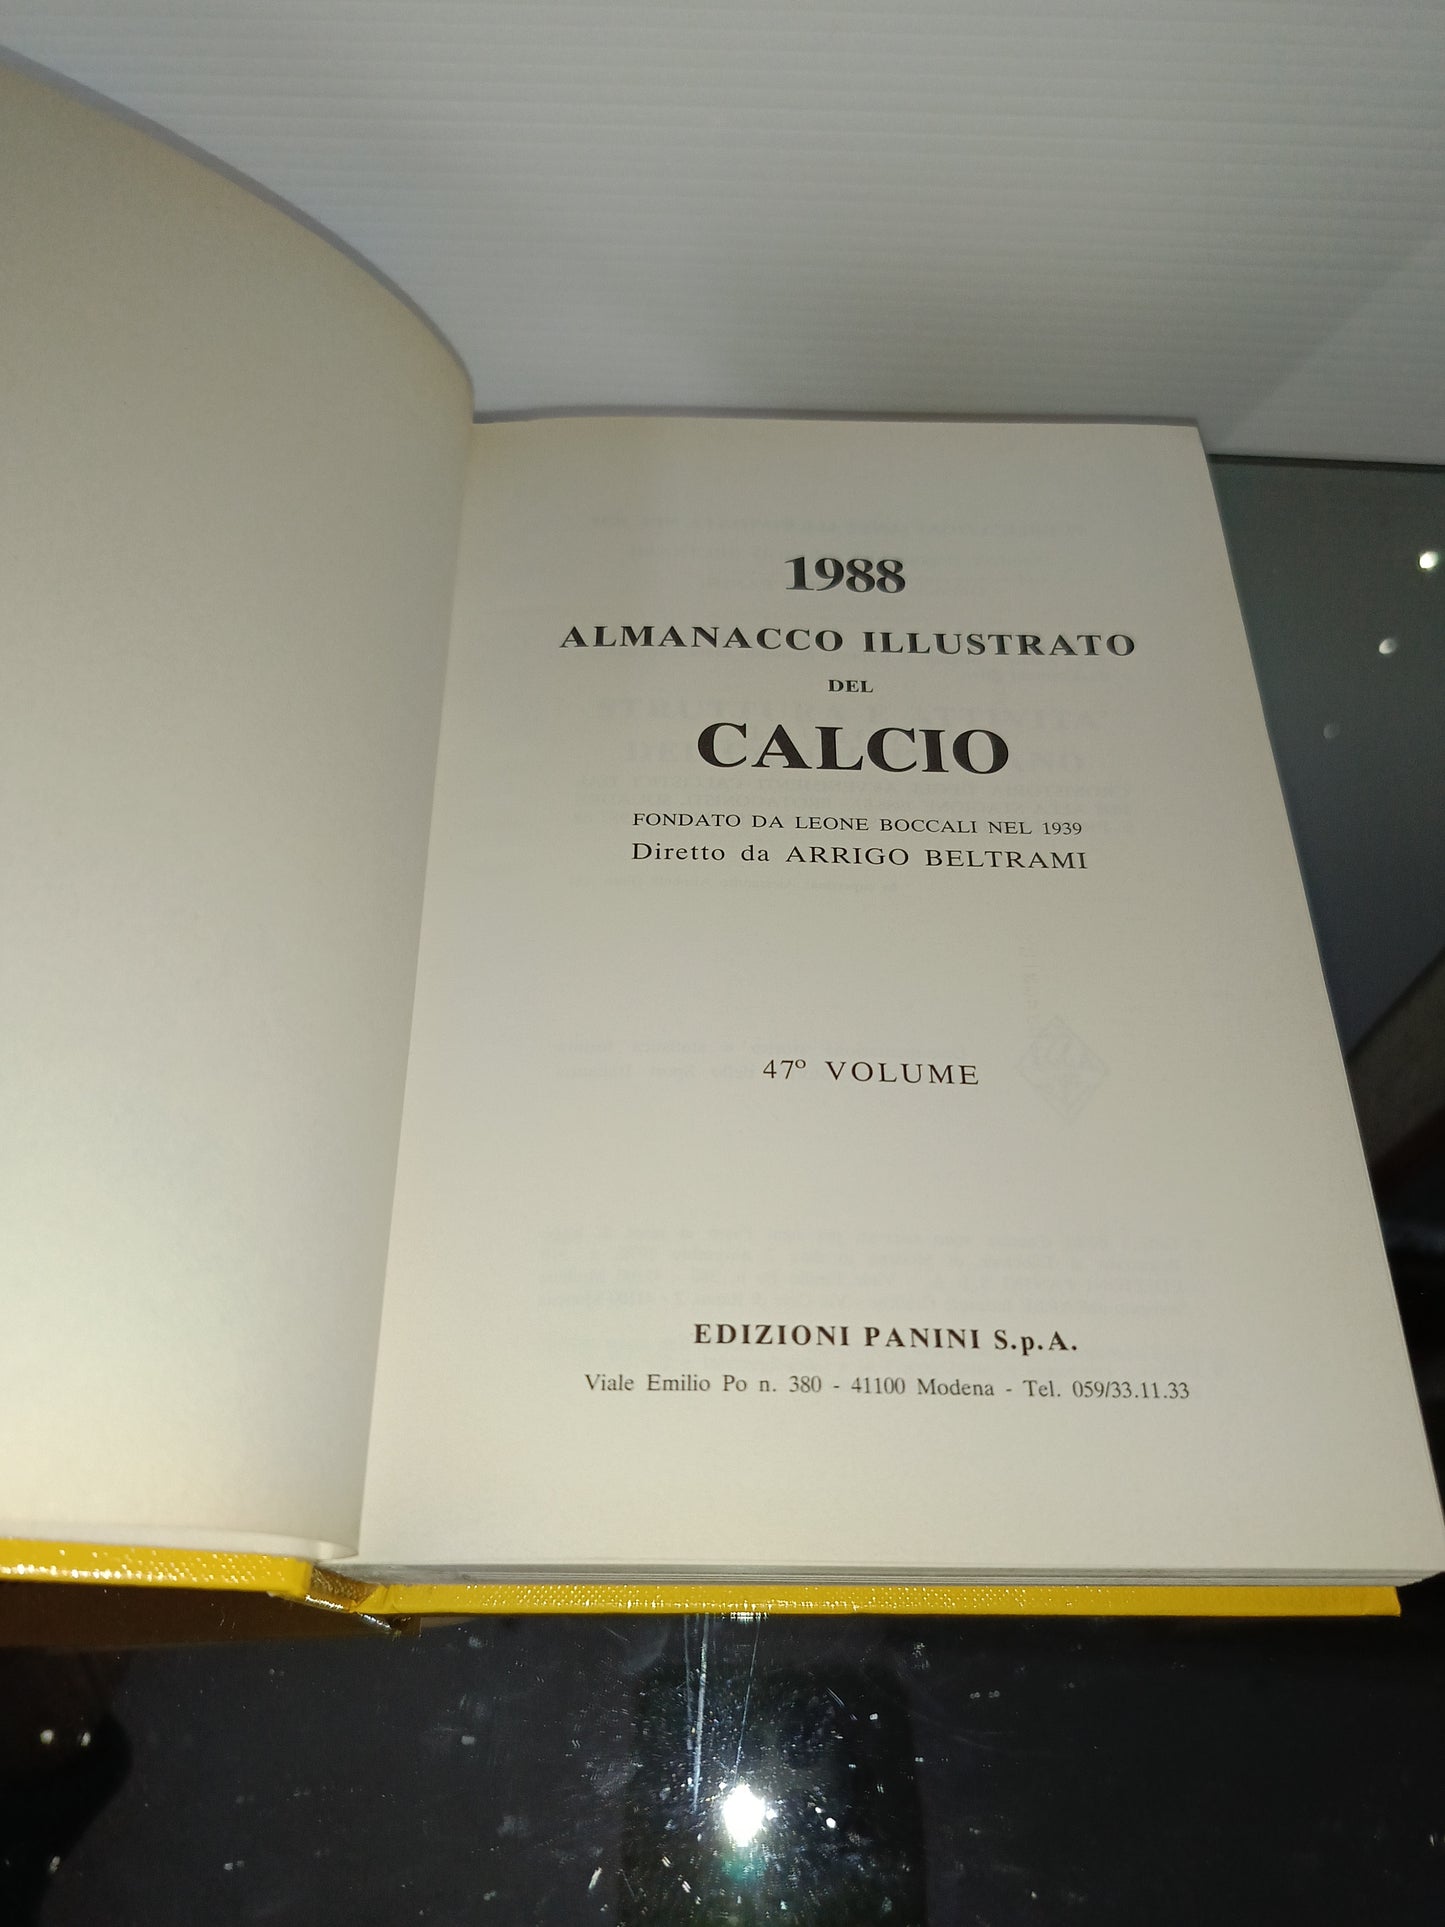 1988
ALMANACCO ILLUSTRATO
DEL
CALCIO
FONDATO DA LEONE BOCCALI NEL 1939
Diretto da ARRIGO BELTRAMI
47º VOLUME
EDIZIONI PANINI S.p.A.
Viale Emilio Po n. 380 - 41100 Modena - Tel. 059/33.11.33